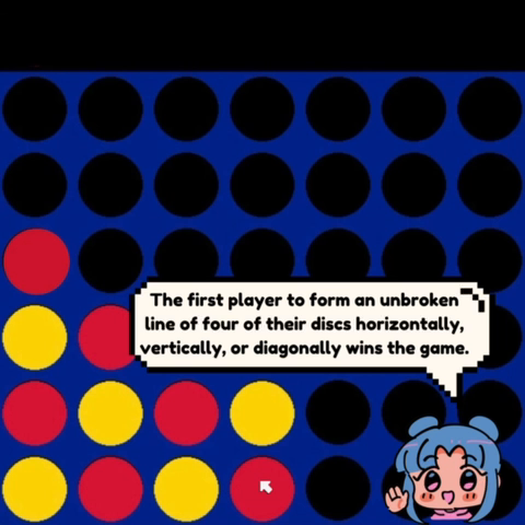 The first player to form an unbroken
line of four of their discs horizontally,
vertically, or diagonally wins the game.